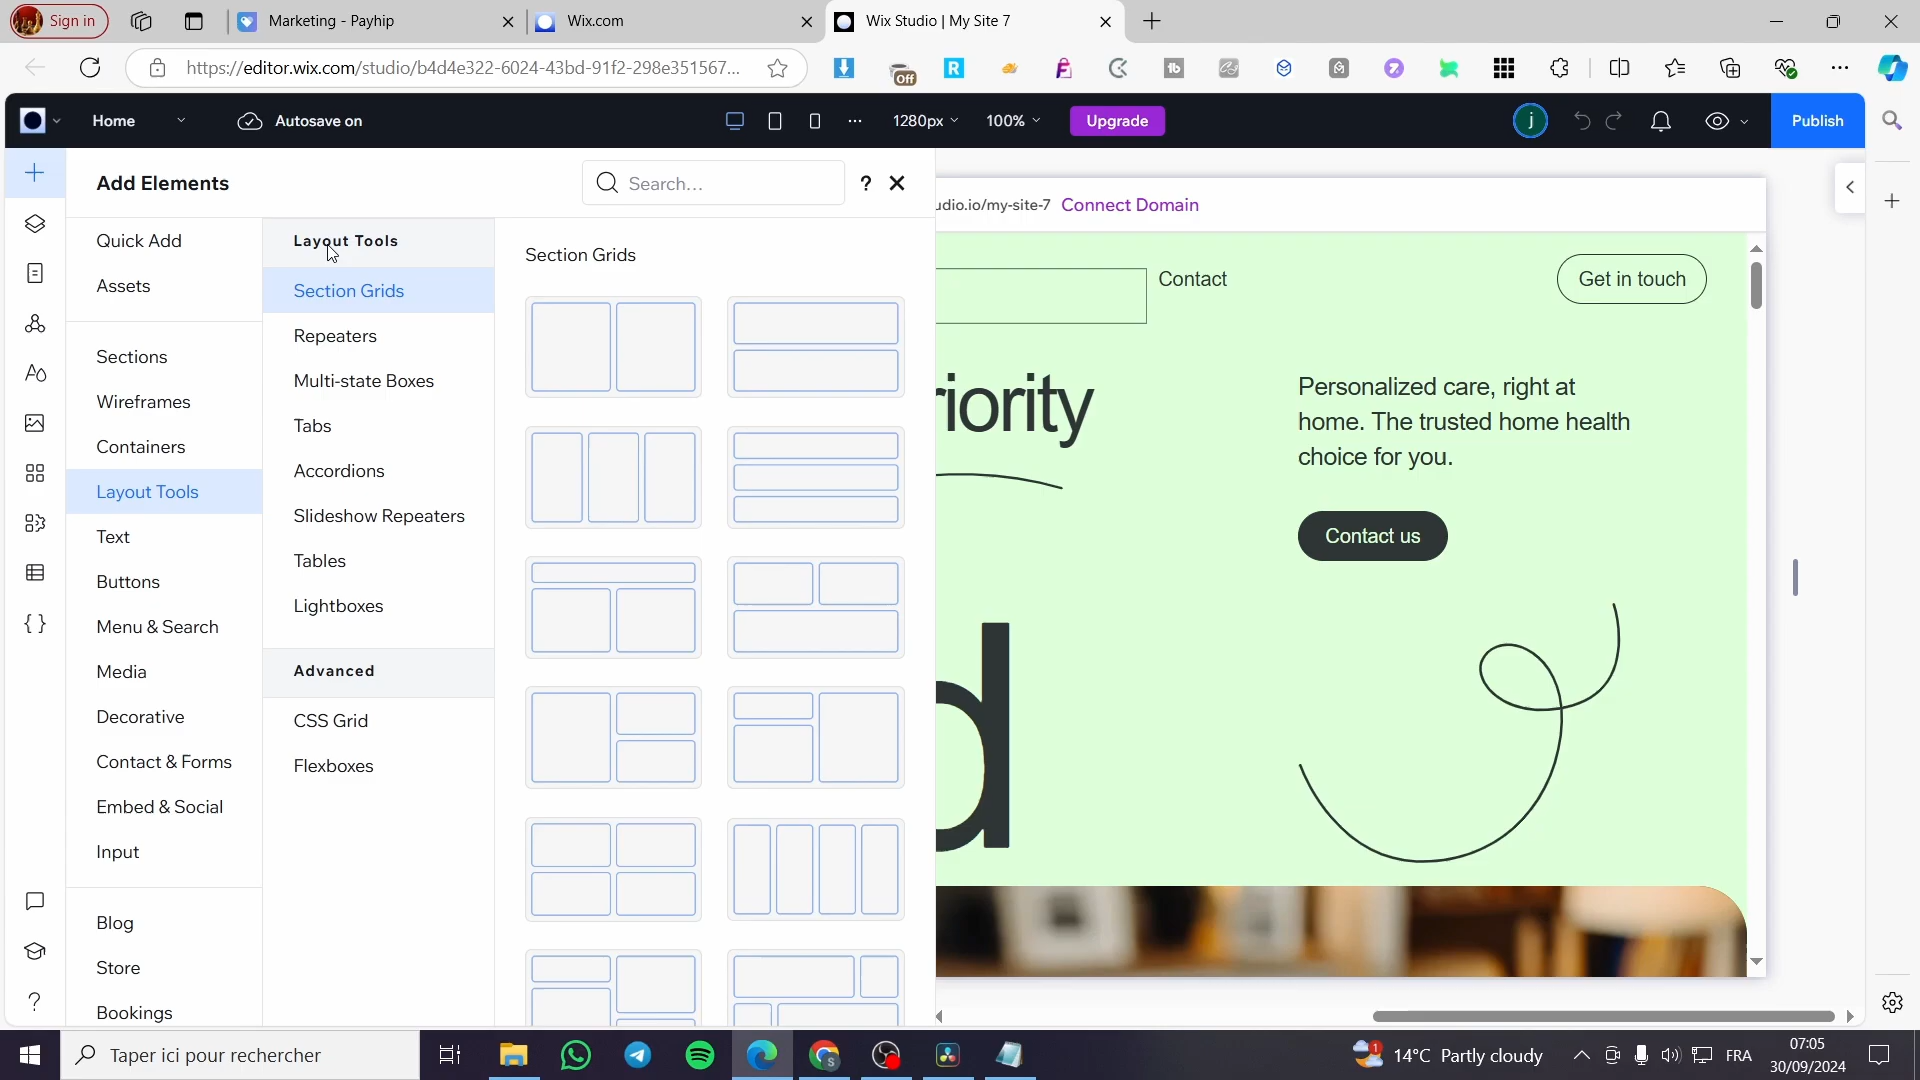 Sign in
Marketing - Payhip
Wix.com
Wix Studio | My Site 7
https://editor.wix.com/studio/b4d4e322-6024-43bd-91f2-298e351567...
Off
Home
Autosave on
1280px
100%
Upgrade
j
Publish
Add Elements
Search...
?
Quick Add
Assets
Sections
Wireframes
Containers
Layout Tools
Text
Buttons
Menu & Search
Media
Decorative
Contact & Forms
Embed & Social
Input
Blog
Store
Bookings
Layout Tools
Section Grids
Repeaters
Multi-state Boxes
Tabs
Accordions
Slideshow Repeaters
Tables
Lightboxes
Advanced
CSS Grid
Flexboxes
Section Grids
udio.io/my-site-7 Connect Domain
Contact
Get in touch
riority
Personalized care, right at
home. The trusted home health
choice for you.
Contact us
d
Taper ici pour rechercher
14°C Partly cloudy
FRA
07:05
30/09/2024